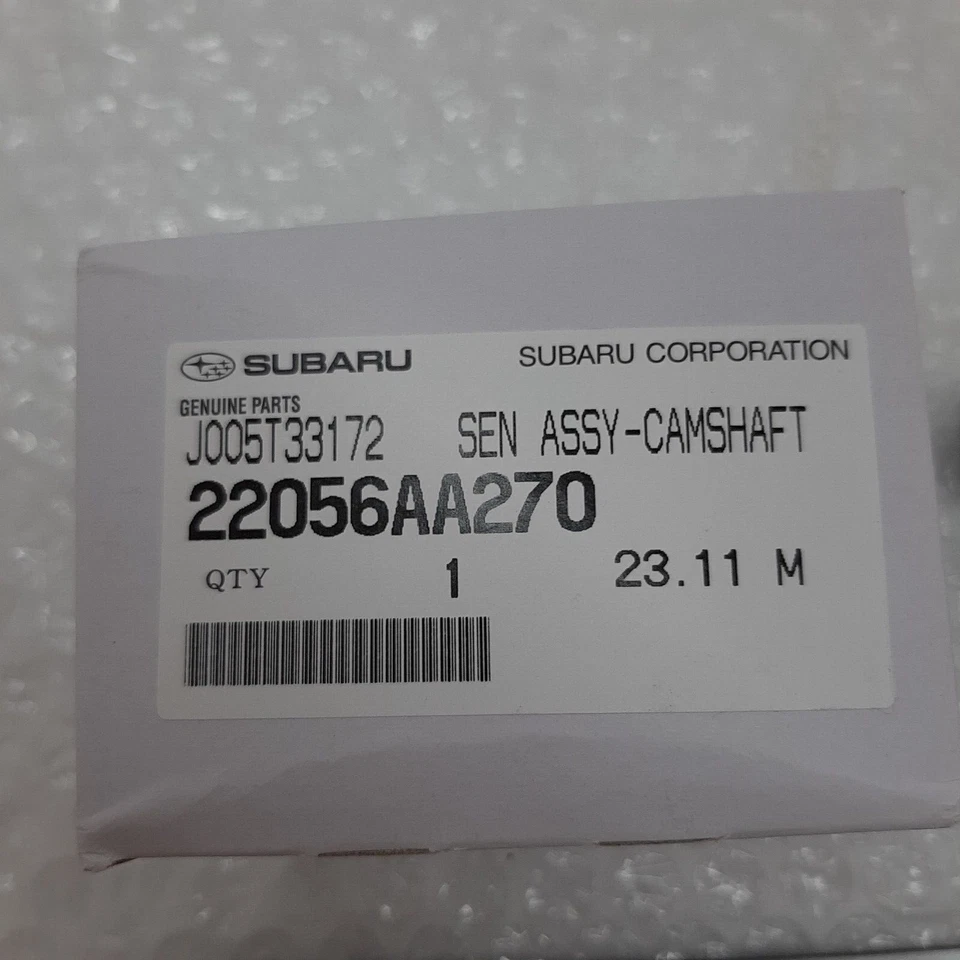 SUBARU SUBARU CORPORATION
GENUINE PARTS
J005T33172 SEN ASSY-CAMSHAFT
22056AA270
QTY 1 23.11 M